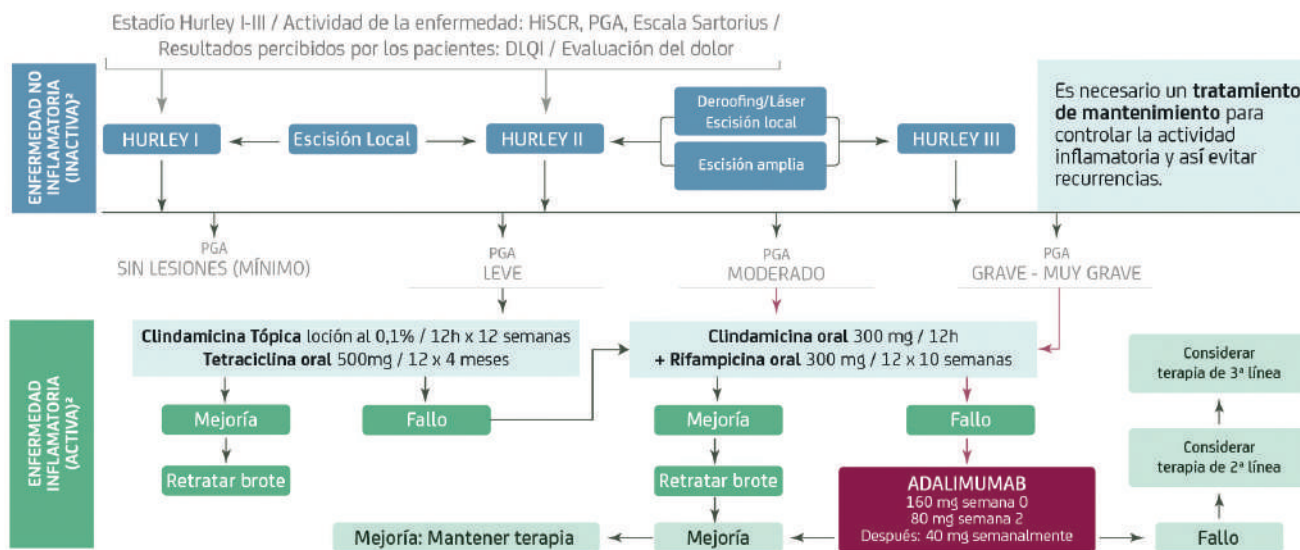 Estadío Hurley I-III / Actividad de la enfermedad: HiSCR, PGA, Escala Sartorius /
Resultados percibidos por los pacientes: DLQI / Evaluación del dolor
ENFERMEDAD NO
INFLAMATORIA
(INACTIVA)²
HURLEY I
Escisión Local
HURLEY II
Deroofing/Láser
Escisión local
Escisión amplia
HURLEY III
Es necesario un tratamiento
de mantenimiento para
controlar la actividad
inflamatoria y así evitar
recurrencias.
PGA
SIN LESIONES (MÍNIMO)
PGA
LEVE
PGA
MODERADO
PGA
GRAVE - MUY GRAVE
ENFERMEDAD
INFLAMATORIA
(ACTIVA)²
Clindamicina Tópica loción al 0,1% / 12h x 12 semanas
Tetraciclina oral 500mg / 12 x 4 meses
Clindamicina oral 300 mg / 12h
+ Rifampicina oral 300 mg / 12 x 10 semanas
Considerar
terapia de 3ª línea
Mejoría
Fallo
Mejoría
Fallo
Considerar
terapia de 2ª línea
Retratar brote
Retratar brote
ADALIMUMAB
160 mg semana 0
80 mg semana 2
Después: 40 mg semanalmente
Mejoría: Mantener terapia
Mejoría
Fallo